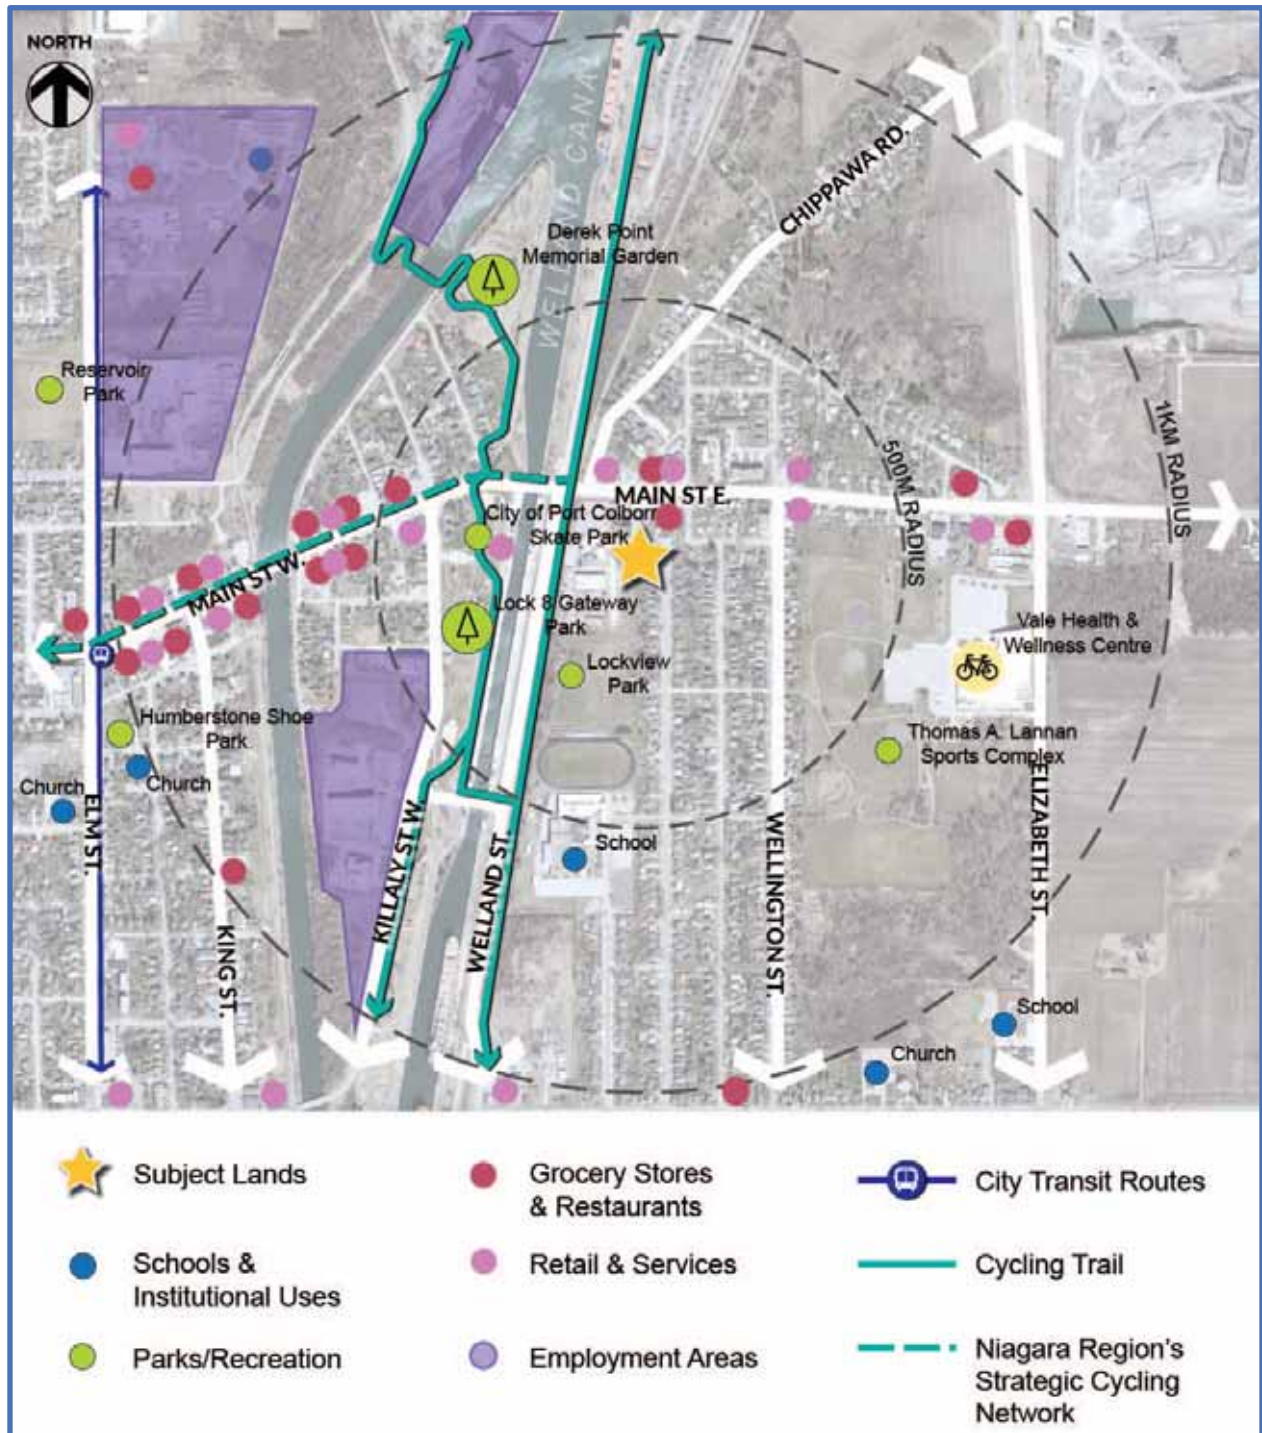 NORTH
WELLAND CANAL
CHIPPAWA RD.
Derek Point
Memorial Garden
Reservoir
Park
1KM RADIUS
500M RADIUS
MAIN ST E.
City of Port Colborn
Skate Park
MAIN ST W.
Lock 8 Gateway
Park
Vale Health &
Wellness Centre
Lockview
Park
Humberstone Shoe
Park
Thomas A. Lannan
Sports Complex
Church
Church
ELM ST.
KILLALY ST W.
WELLAND ST.
School
WELLINGTON ST.
ELIZABETH ST.
KING ST.
School
Church
Subject Lands
Grocery Stores
& Restaurants
City Transit Routes
Schools &
Institutional Uses
Retail & Services
Cycling Trail
Parks/Recreation
Employment Areas
Niagara Region's
Strategic Cycling
Network